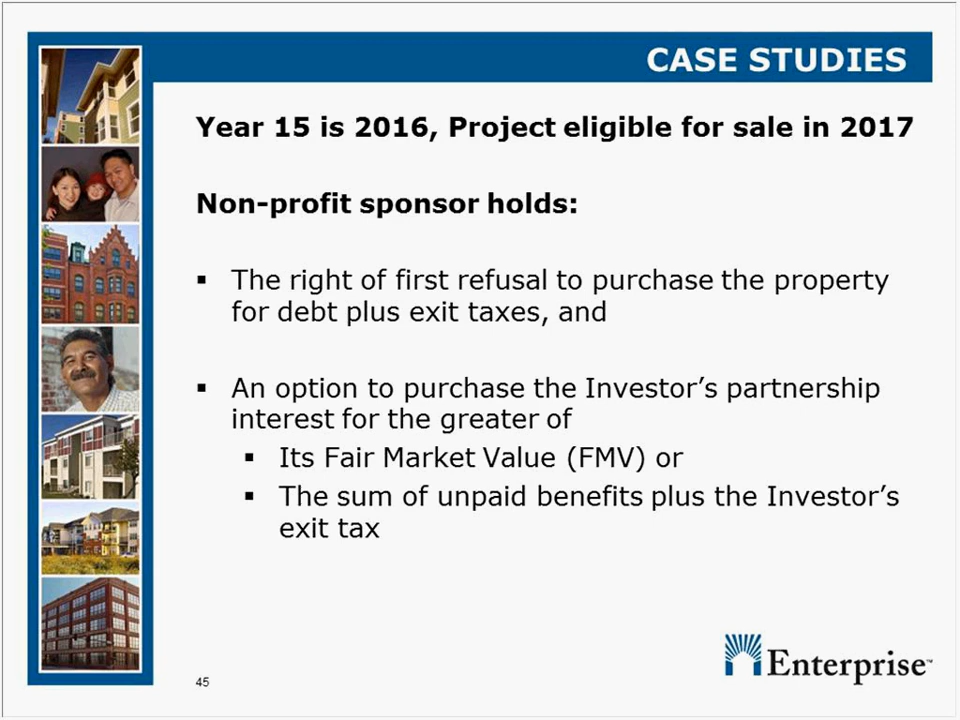 CASE STUDIES
Year 15 is 2016, Project eligible for sale in 2017
Non-profit sponsor holds:
▪ The right of first refusal to purchase the property
for debt plus exit taxes, and
▪ An option to purchase the Investor’s partnership
interest for the greater of
▪ Its Fair Market Value (FMV) or
▪ The sum of unpaid benefits plus the Investor’s
exit tax
Enterprise™
45